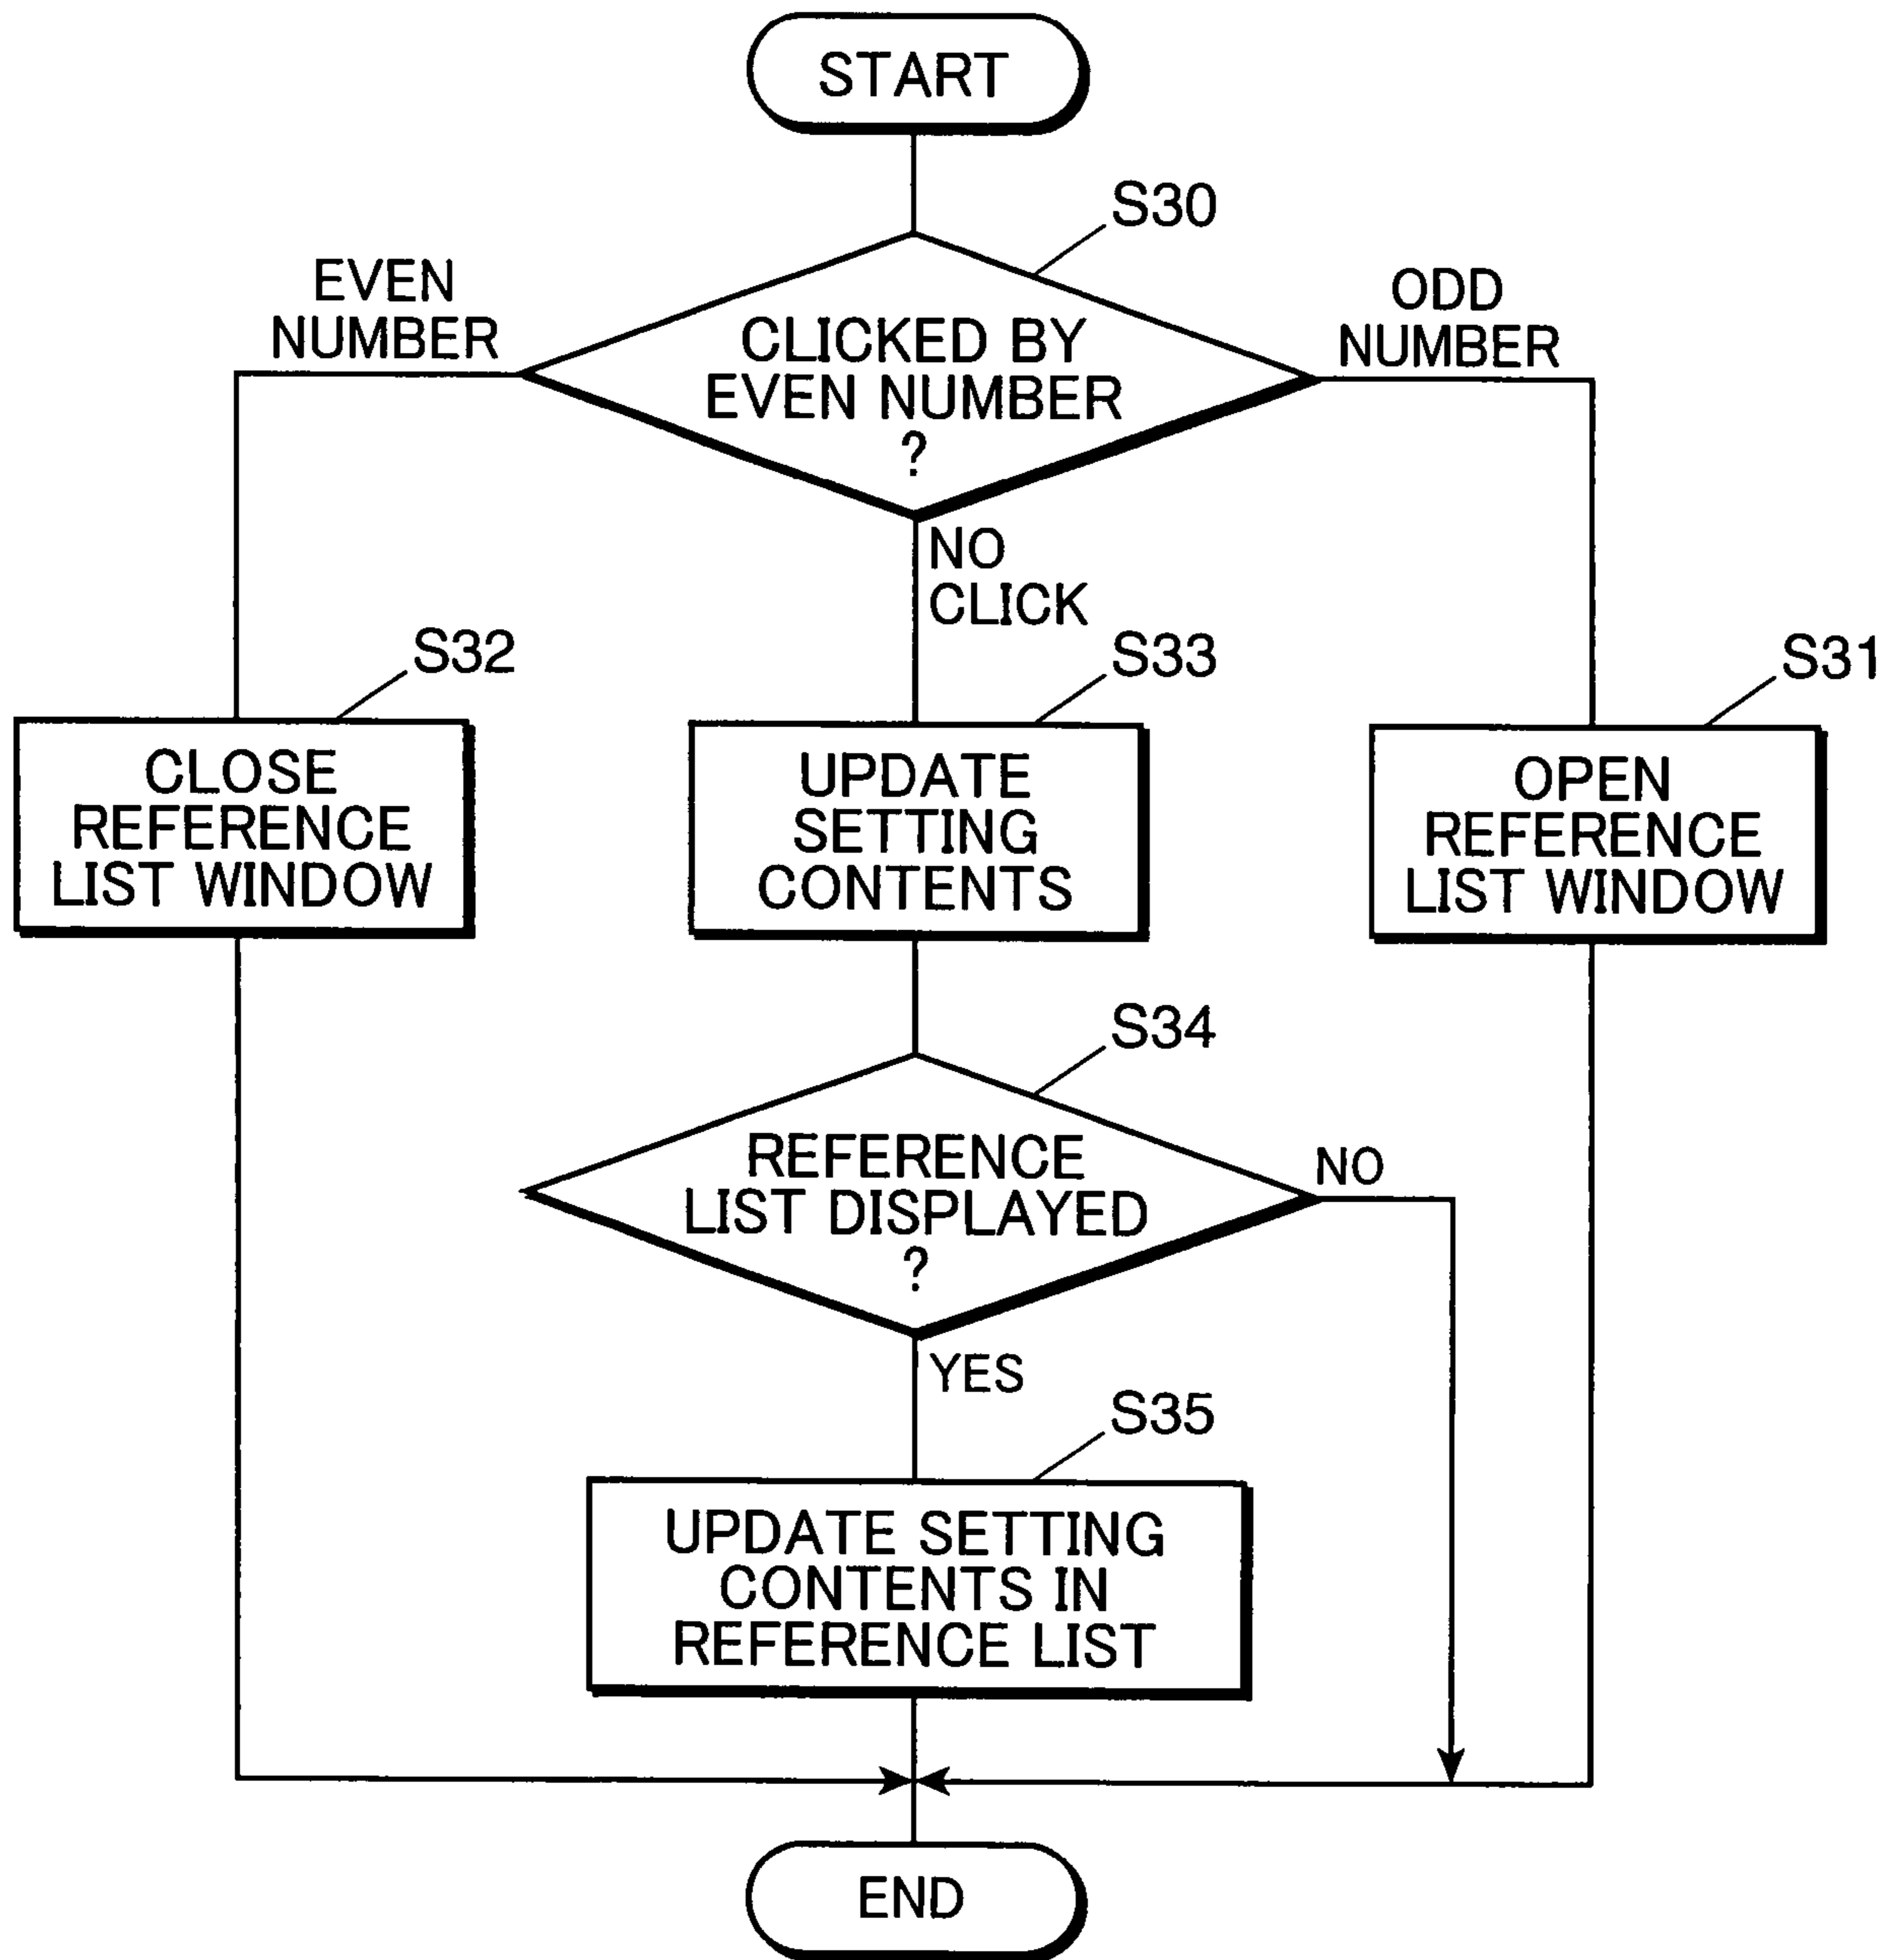 START
S30
EVEN
NUMBER
CLICKED BY
EVEN NUMBER
?
ODD
NUMBER
NO
CLICK
S32
CLOSE
REFERENCE
LIST WINDOW
S33
UPDATE
SETTING
CONTENTS
S31
OPEN
REFERENCE
LIST WINDOW
S34
REFERENCE
LIST DISPLAYED
?
NO
YES
S35
UPDATE SETTING
CONTENTS IN
REFERENCE LIST
END